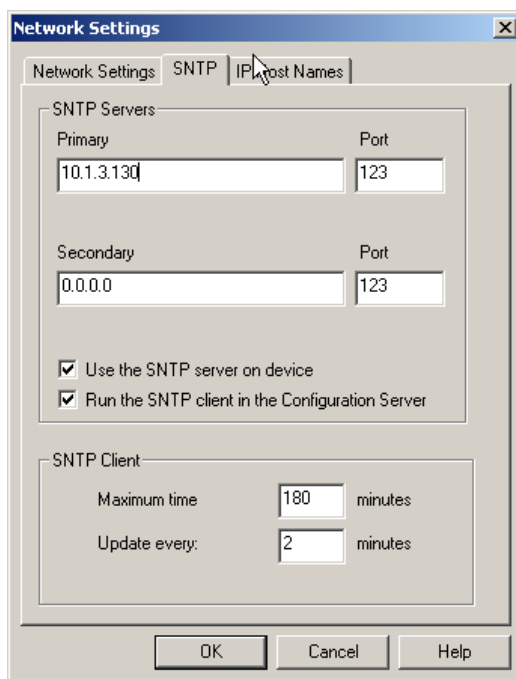 Network Settings
Network Settings SNTP IP Host Names
SNTP Servers
Primary Port
10.1.3.130 123
Secondary Port
0.0.0.0 123
Use the SNTP server on device
Run the SNTP client in the Configuration Server
SNTP Client
Maximum time 180 minutes
Update every: 2 minutes
OK Cancel Help